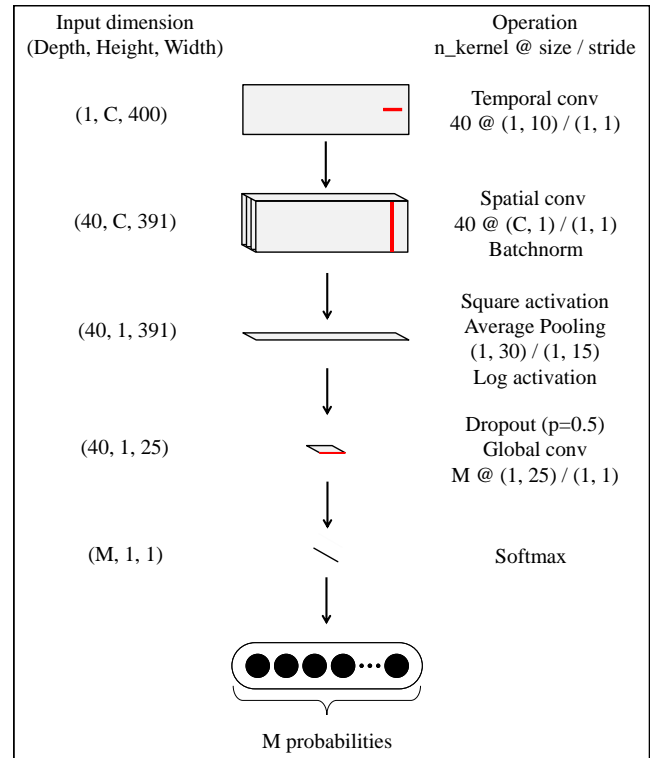 Input dimension
(Depth, Height, Width)
Operation
n_kernel @ size / stride
(1, C, 400)
Temporal conv
40 @ (1, 10) / (1, 1)
(40, C, 391)
Spatial conv
40 @ (C, 1) / (1, 1)
Batchnorm
(40, 1, 391)
Square activation
Average Pooling
(1, 30) / (1, 15)
Log activation
(40, 1, 25)
Dropout (p=0.5)
Global conv
M @ (1, 25) / (1, 1)
(M, 1, 1)
Softmax
M probabilities